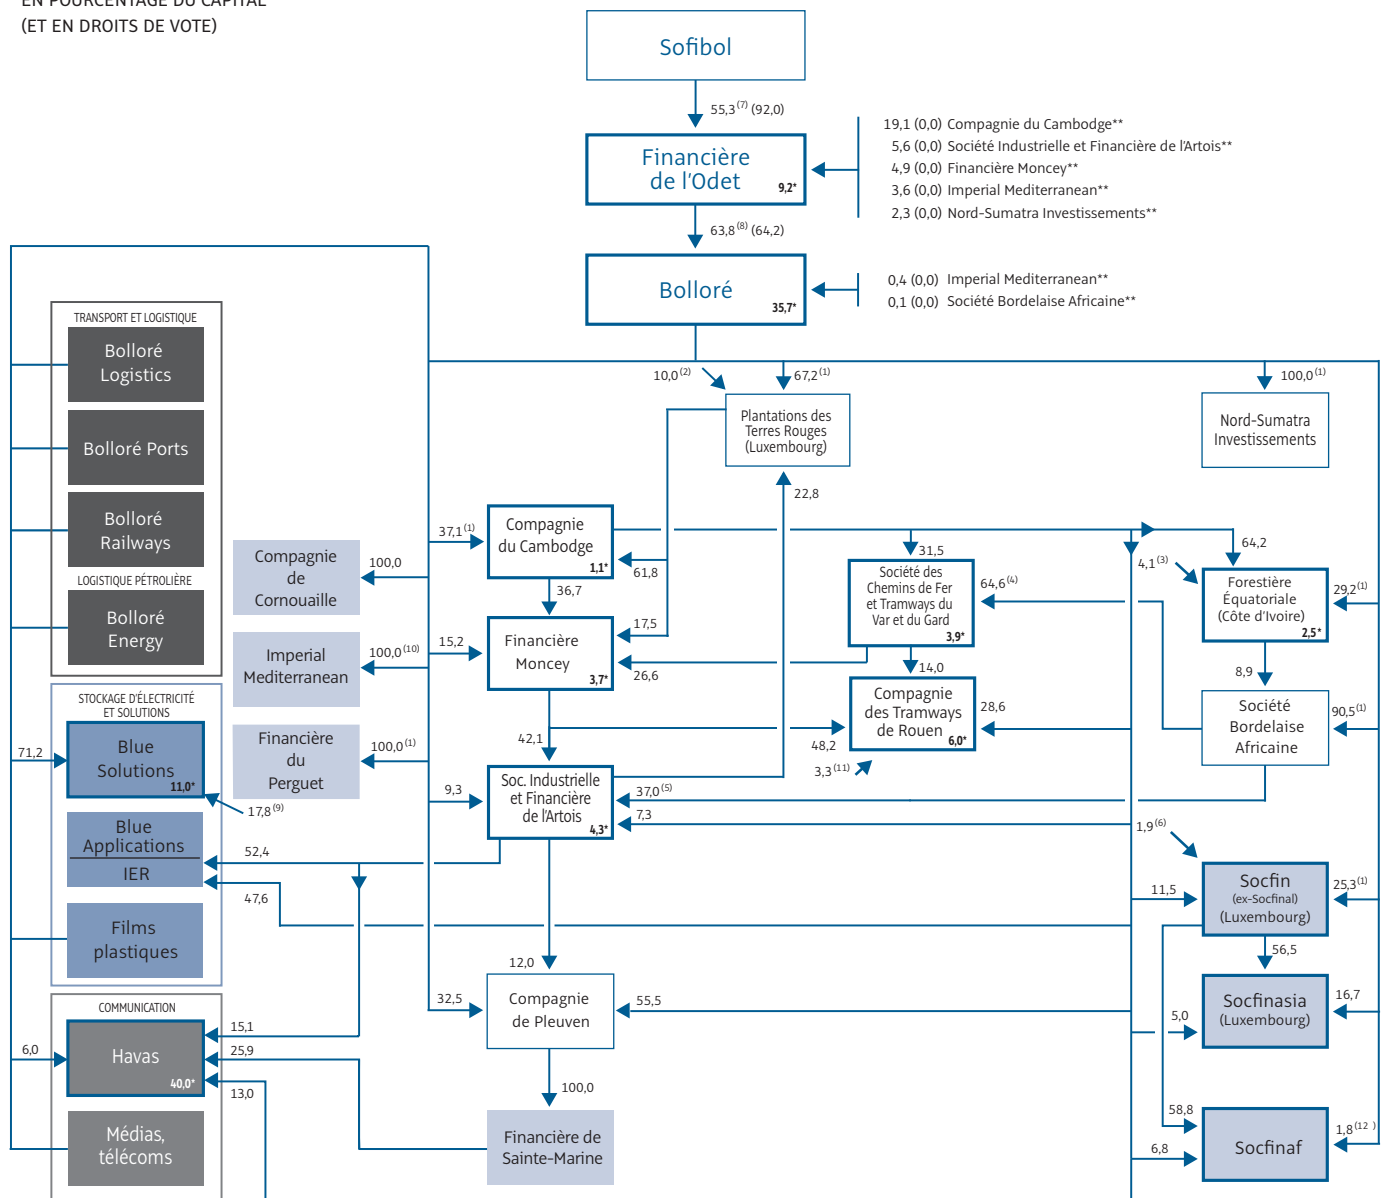 EN POURCENTAGE DU CAPITAL
(ET EN DROITS DE VOTE)
Sofibol
55,3(7) (92,0)
Financière
de l'Odet
9,2*
19,1 (0,0) Compagnie du Cambodge**
5,6 (0,0) Société Industrielle et Financière de l'Artois**
4,9 (0,0) Financière Moncey**
3,6 (0,0) Imperial Mediterranean**
2,3 (0,0) Nord-Sumatra Investissements**
63,8(8) (64,2)
Bolloré
35,7*
0,4 (0,0) Imperial Mediterranean**
0,1 (0,0) Société Bordelaise Africaine**
TRANSPORT ET LOGISTIQUE
Bolloré
Logistics
Bolloré Ports
Bolloré
Railways
LOGISTIQUE PÉTROLIÈRE
Bolloré
Energy
STOCKAGE D'ÉLECTRICITÉ
ET SOLUTIONS
71,2
Blue
Solutions
11,0*
17,8(9)
Blue
Applications
IER
52,4
47,6
Films
plastiques
COMMUNICATION
6,0
Havas
40,0*
15,1
25,9
13,0
Médias,
télécoms
Compagnie
de
Cornouaille
100,0
Imperial
Mediterranean
100,0(10)
Financière
du
Perguet
100,0(1)
10,0(2)
67,2(1)
Plantations des
Terres Rouges
(Luxembourg)
22,8
100,0(1)
Nord-Sumatra
Investissements
37,1(1)
Compagnie
du Cambodge
1,1*
61,8
36,7
15,2
Financière
Moncey
3,7*
17,5
26,6
42,1
9,3
Soc. Industrielle
et Financière
de l'Artois
4,3*
37,0(5)
7,3
12,0
32,5
Compagnie
de Pleuven
55,5
100,0
Financière de
Sainte-Marine
31,5
Société des
Chemins de Fer
et Tramways du
Var et du Gard
3,9*
64,6(4)
14,0
Compagnie
des Tramways
de Rouen
6,0*
28,6
48,2
3,3(11)
64,2
4,1(3)
Forestière
Équatoriale
(Côte d'Ivoire)
2,5*
29,2(1)
8,9
Société
Bordelaise
Africaine
90,5(1)
1,9(6)
11,5
Socfin
(ex-Socfinal)
(Luxembourg)
25,3(1)
56,5
Socfinasia
(Luxembourg)
16,7
5,0
58,8
Socfinaf
1,8(12 )
6,8